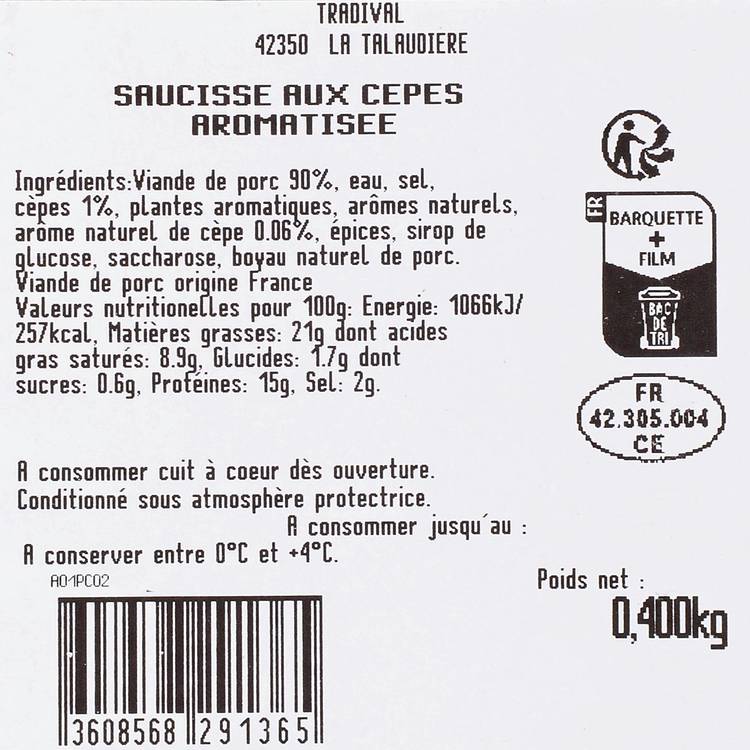 TRADIVAL
42350 LA TALAUDIERE
SAUCISSE AUX CEPES
AROMATISEE
Ingrédients:Viande de porc 90%, eau, sel,
cèpes 1%, plantes aromatiques, arômes naturels,
arôme naturel de cèpe 0.06%, épices, sirop de
glucose, saccharose, boyau naturel de porc.
Viande de porc origine France
Valeurs nutritionelles pour 100g: Energie: 1066kJ/
257kcal, Matières grasses: 21g dont acides
gras saturés: 8.9g, Glucides: 1.7g dont
sucres: 0.6g, Protéines: 15g, Sel: 2g.
FR
BARQUETTE
+
FILM
BAC
DE
TRI
FR
42.305.004
CE
A consommer cuit à coeur dès ouverture.
Conditionné sous atmosphère protectrice.
A consommer jusqu'au :
A conserver entre 0°C et +4°C.
A01PC02
Poids net :
0,400kg
3608568 291365